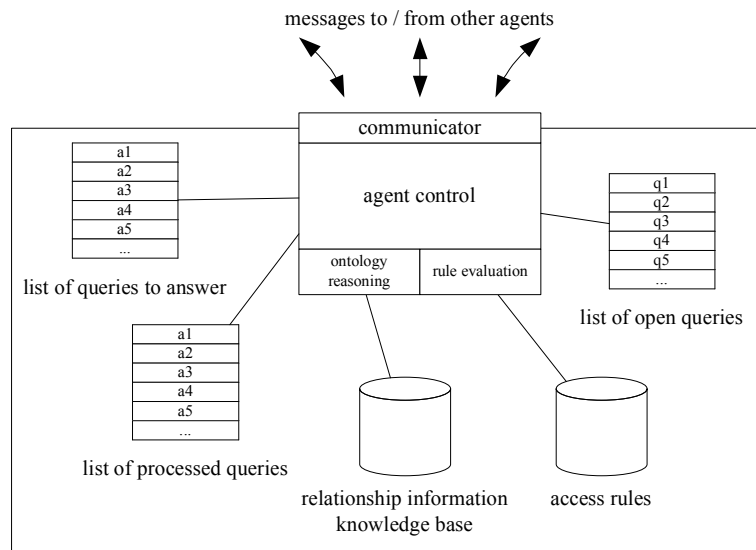 messages to / from other agents
communicator
agent control
ontology
reasoning
rule evaluation
a1
a2
a3
a4
a5
...
list of queries to answer
q1
q2
q3
q4
q5
...
list of open queries
a1
a2
a3
a4
a5
...
list of processed queries
relationship information
knowledge base
access rules